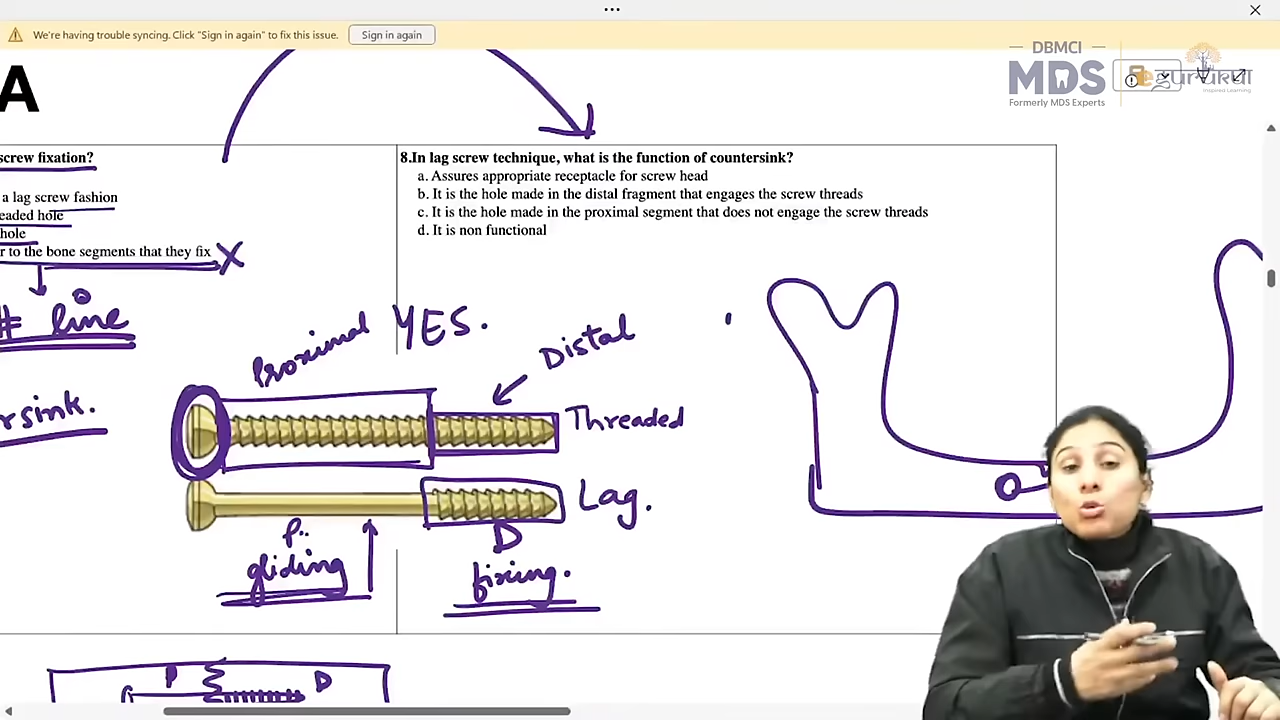 We're having trouble syncing. Click "Sign in again" to fix this issue.
Sign in again
DBMCI
MDS
Formerly MDS Experts
egurukul
Inspired Learning
A
screw fixation?
a lag screw fashion
eaded hole
hole
r to the bone segments that they fix X
# line
rsink.
8.In lag screw technique, what is the function of countersink?
a. Assures appropriate receptacle for screw head
b. It is the hole made in the distal fragment that engages the screw threads
c. It is the hole made in the proximal segment that does not engage the screw threads
d. It is non functional
YES.
Proximal
Distal
Threaded
Lag.
P..
gliding
D
fixing.
P
D